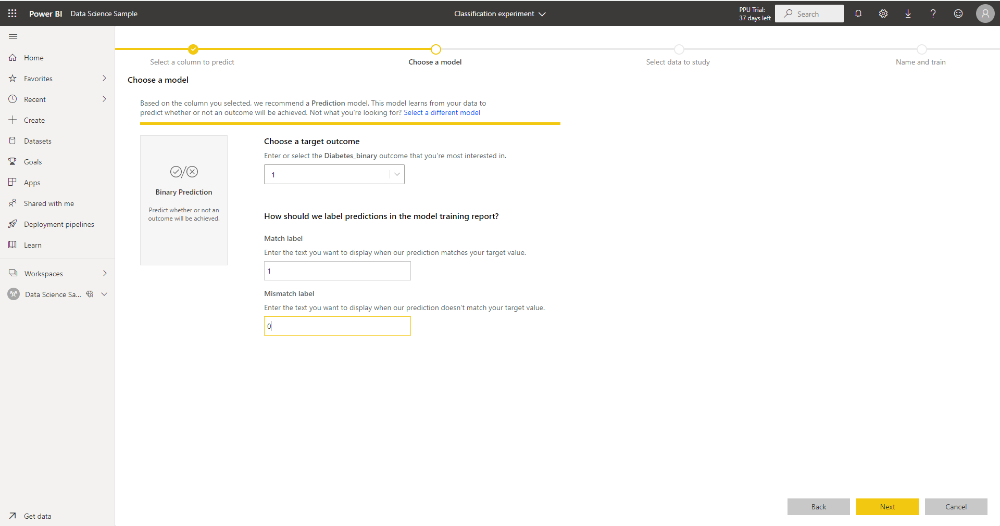 Power BI Data Science Sample
Classification experiment
PPU Trial:
37 days left
Search
Home
Favorites
Recent
Create
Datasets
Goals
Apps
Shared with me
Deployment pipelines
Learn
Workspaces
Data Science Sa...
Get data
Select a column to predict
Choose a model
Select data to study
Name and train
Choose a model
Based on the column you selected, we recommend a Prediction model. This model learns from your data to
predict whether or not an outcome will be achieved. Not what you're looking for? Select a different model
Binary Prediction
Predict whether or not an
outcome will be achieved.
Choose a target outcome
Enter or select the Diabetes_binary outcome that you're most interested in.
1
How should we label predictions in the model training report?
Match label
Enter the text you want to display when our prediction matches your target value.
1
Mismatch label
Enter the text you want to display when our prediction doesn't match your target value.
0
Back
Next
Cancel